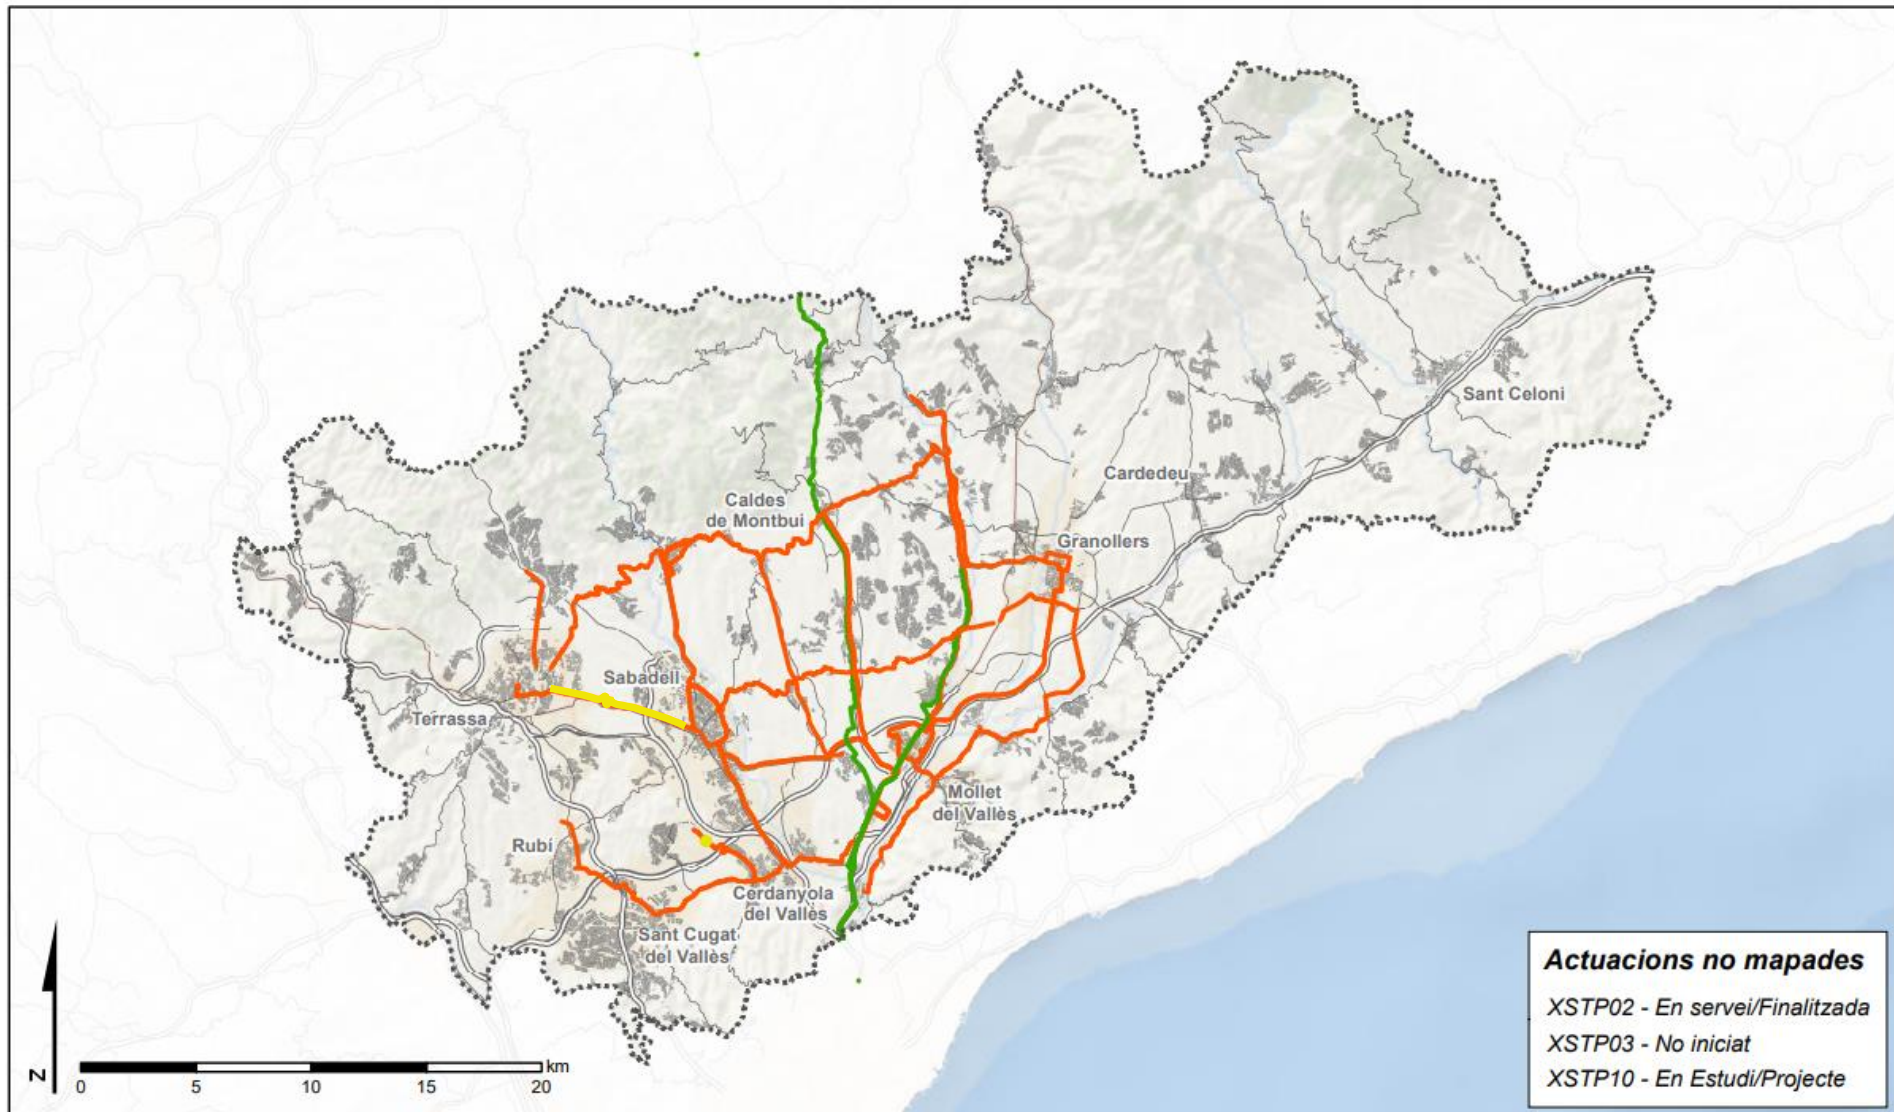 Sant Celoni
Cardedeu
Caldes
de Montbui
Granollers
Sabadell
Terrassa
Mollet
del Vallès
Rubí
Cerdanyola
del Vallès
Sant Cugat
del Vallès
Actuacions no mapades
XSTP02 - En servei/Finalitzada
XSTP03 - No iniciat
XSTP10 - En Estudi/Projecte
N
km
0 5 10 15 20